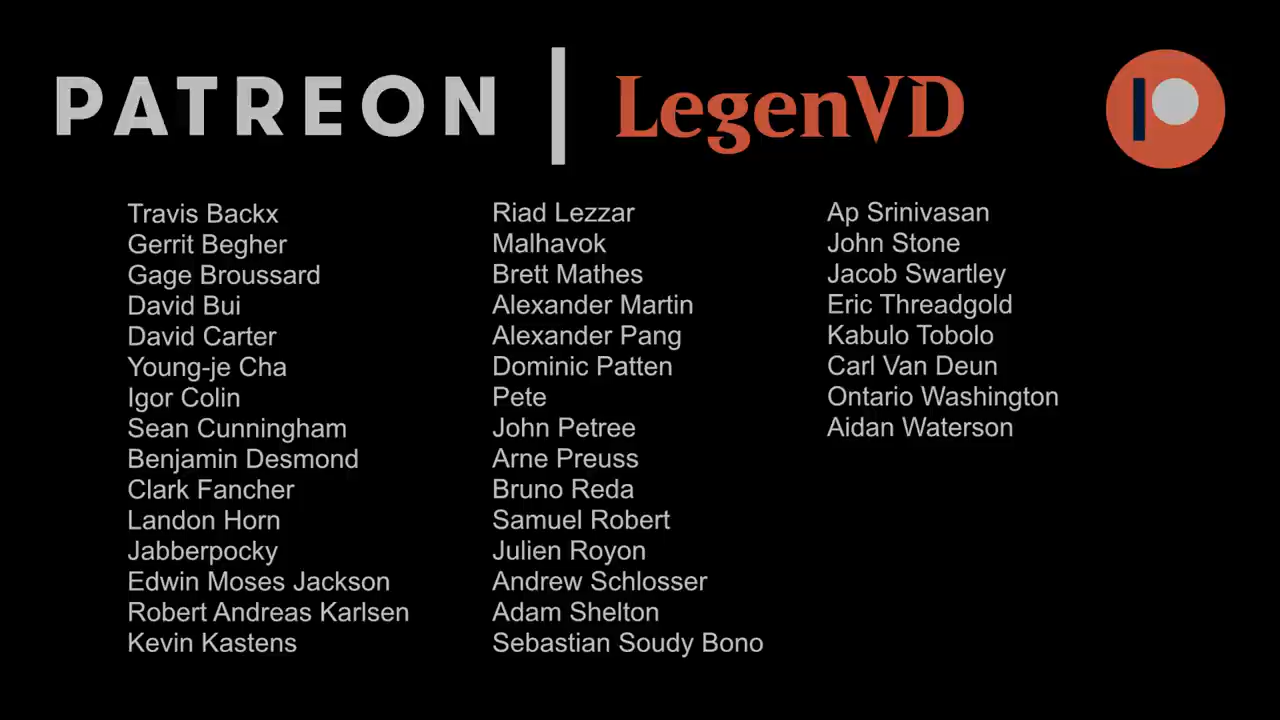 PATREON | LegenVD
Travis Backx
Gerrit Begher
Gage Broussard
David Bui
David Carter
Young-je Cha
Igor Colin
Sean Cunningham
Benjamin Desmond
Clark Fancher
Landon Horn
Jabberpocky
Edwin Moses Jackson
Robert Andreas Karlsen
Kevin Kastens
Riad Lezzar
Malhavok
Brett Mathes
Alexander Martin
Alexander Pang
Dominic Patten
Pete
John Petree
Arne Preuss
Bruno Reda
Samuel Robert
Julien Royon
Andrew Schlosser
Adam Shelton
Sebastian Soudy Bono
Ap Srinivasan
John Stone
Jacob Swartley
Eric Threadgold
Kabulo Tobolo
Carl Van Deun
Ontario Washington
Aidan Waterson